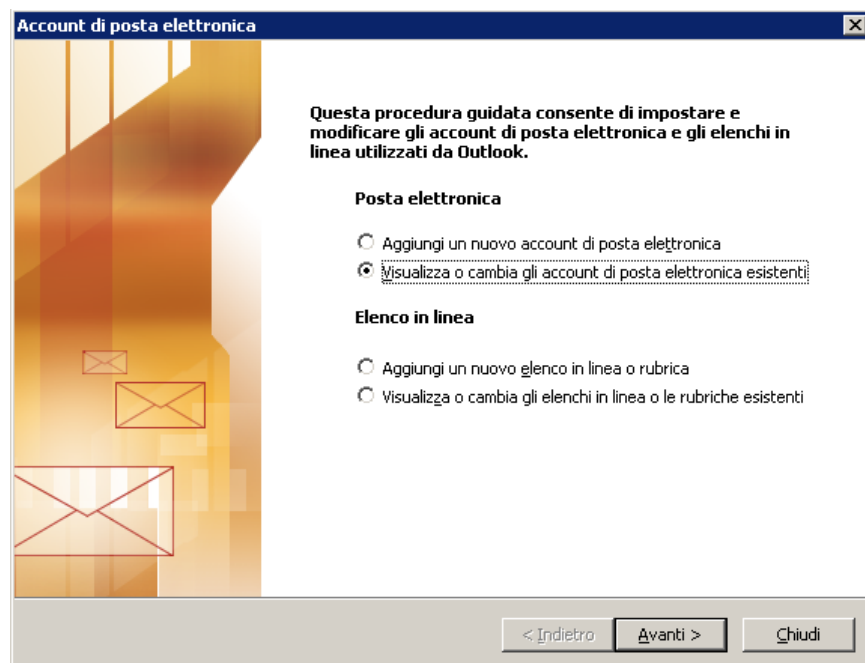 Account di posta elettronica
Questa procedura guidata consente di impostare e
modificare gli account di posta elettronica e gli elenchi in
linea utilizzati da Outlook.
Posta elettronica
Aggiungi un nuovo account di posta elettronica
Visualizza o cambia gli account di posta elettronica esistenti
Elenco in linea
Aggiungi un nuovo elenco in linea o rubrica
Visualizza o cambia gli elenchi in linea o le rubriche esistenti
< Indietro
Avanti >
Chiudi